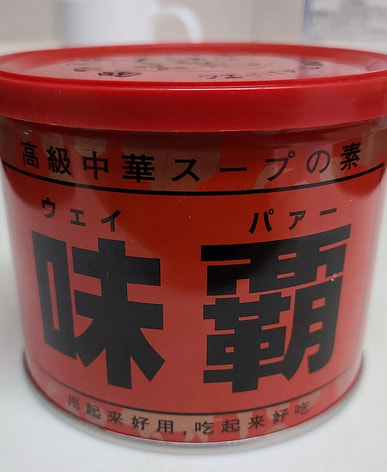 高級中華スープの素
ウェイ パァー
味覇
用起来好用,吃起来好吃